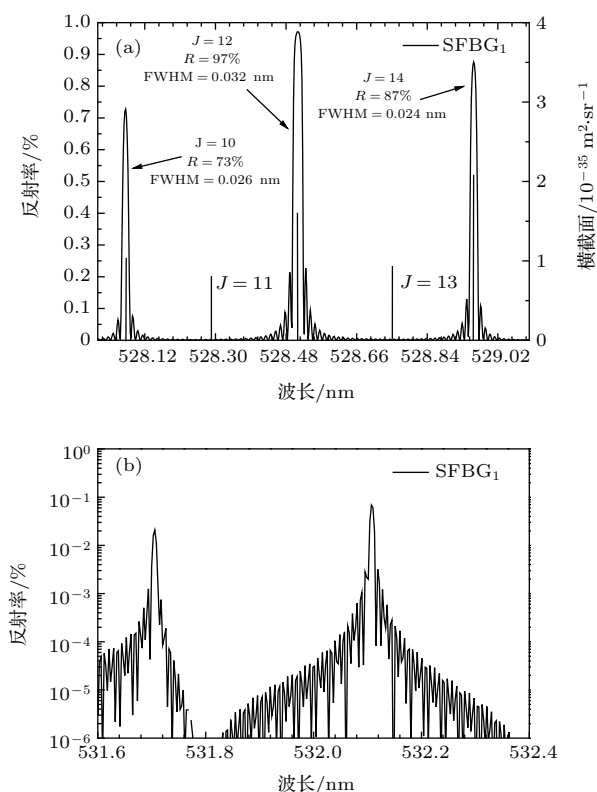 (a)
SFBG₁
J = 12
R = 97%
FWHM = 0.032 nm
J = 14
R = 87%
FWHM = 0.024 nm
J = 10
R = 73%
FWHM = 0.026 nm
J = 11
J = 13
1.0
0.9
0.8
0.7
0.6
0.5
0.4
0.3
0.2
0.1
0
反射率/%
4
3
2
1
0
横截面/10⁻³⁵ m²·sr⁻¹
528.12 528.30 528.48 528.66 528.84 529.02
波长/nm
(b)
SFBG₁
10⁰
10⁻¹
10⁻²
10⁻³
10⁻⁴
10⁻⁵
10⁻⁶
反射率/%
531.6 531.8 532.0 532.2 532.4
波长/nm